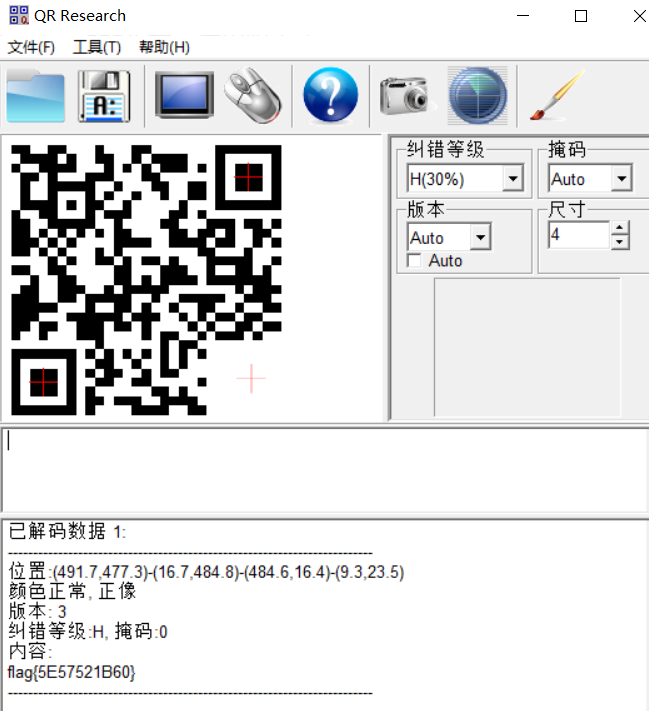 QR Research
文件(F) 工具(T) 帮助(H)
纠错等级 掩码
H(30%) Auto
版本 尺寸
Auto 4
Auto
已解码数据 1:
-------------------------------------------------------------------------
位置:(491.7,477.3)-(16.7,484.8)-(484.6,16.4)-(9.3,23.5)
颜色正常, 正像
版本: 3
纠错等级:H, 掩码:0
内容:
flag{5E57521B60}
-------------------------------------------------------------------------